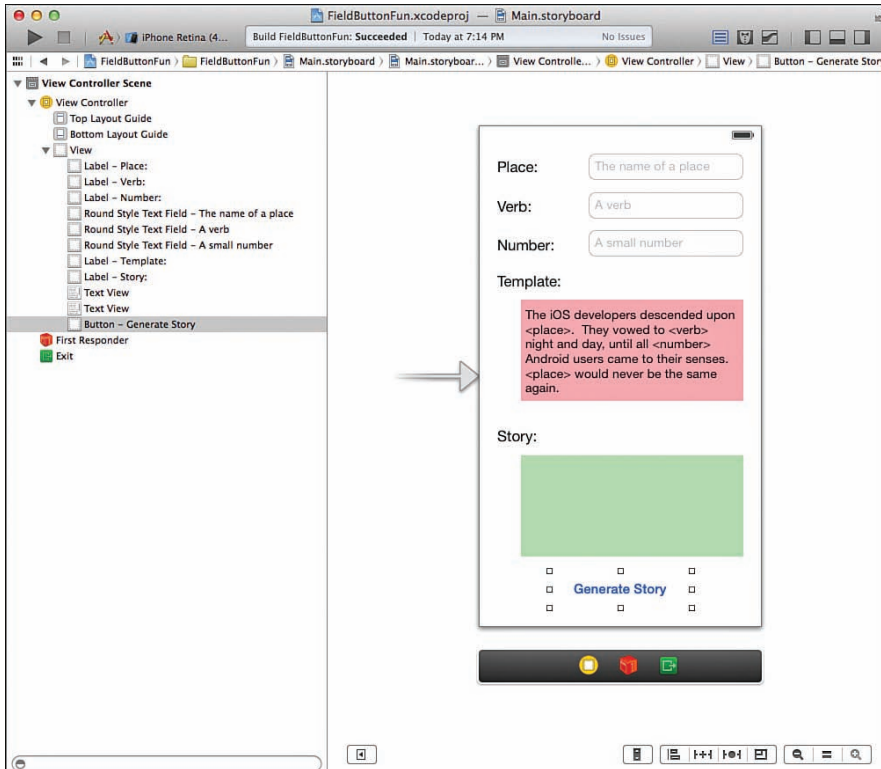 FieldButtonFun.xcodeproj — Main.storyboard
iPhone Retina (4... Build FieldButtonFun: Succeeded | Today at 7:14 PM No Issues
FieldButtonFun FieldButtonFun Main.storyboard Main.storyboar... View Controlle... View Controller View Button – Generate Stor
View Controller Scene
View Controller
Top Layout Guide
Bottom Layout Guide
View
Label – Place:
Label – Verb:
Label – Number:
Round Style Text Field – The name of a place
Round Style Text Field – A verb
Round Style Text Field – A small number
Label – Template:
Label – Story:
Text View
Text View
Button – Generate Story
First Responder
Exit
Place: The name of a place
Verb: A verb
Number: A small number
Template:
The iOS developers descended upon
<place>. They vowed to <verb>
night and day, until all <number>
Android users came to their senses.
<place> would never be the same
again.
Story:
Generate Story